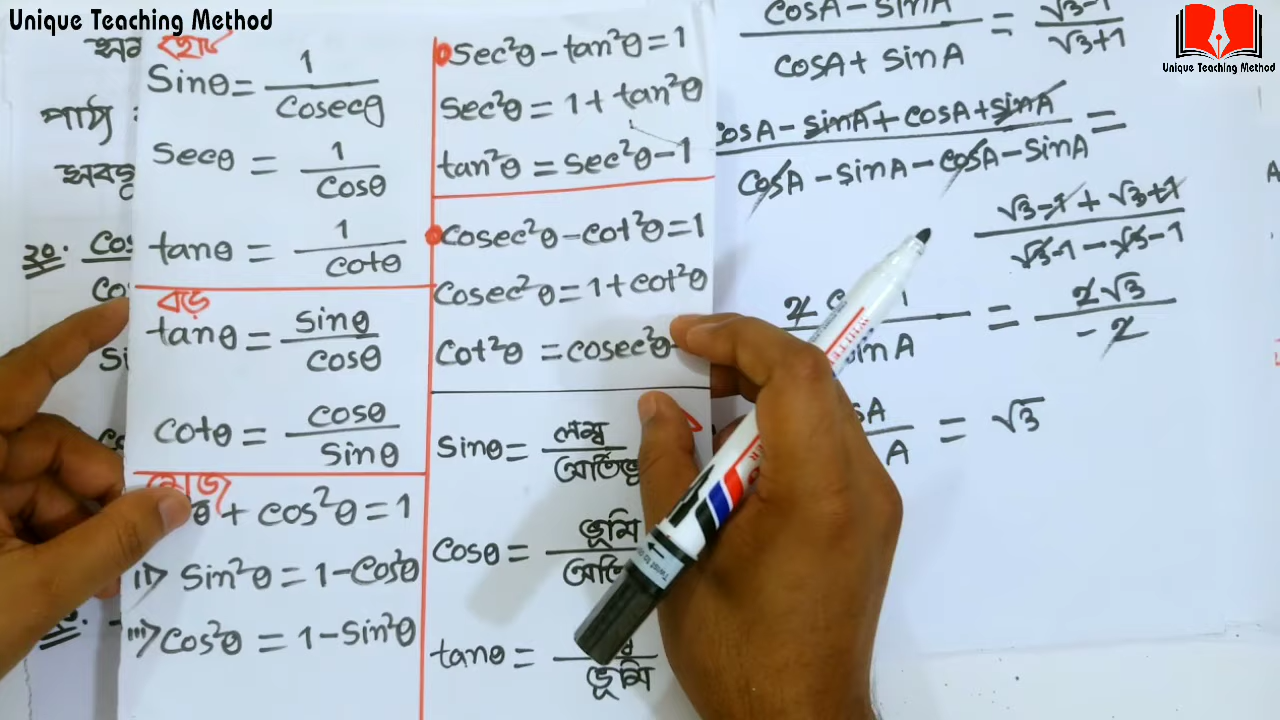 Unique Teaching Method
Unique Teaching Method
Sinθ = 1/Cosecθ
Secθ = 1/Cosθ
tanθ = 1/cotθ
বড়
tanθ = Sinθ/Cosθ
Cotθ = Cosθ/Sinθ
θ + Cos²θ = 1
ii) Sin²θ = 1 - Cos²θ
iii) Cos²θ = 1 - Sin²θ
Sec²θ - tan²θ = 1
Sec²θ = 1 + tan²θ
tan²θ = Sec²θ - 1
Cosec²θ - Cot²θ = 1
Cosec²θ = 1 + Cot²θ
Cot²θ = Cosec²θ
Sinθ = লম্ব/
Cosθ = ভূমি/
tanθ = /ভূমি
পাঠ্য
২০.
CosA - SinA / CosA + SinA = √3-1 / √3+1
CosA - SinA + CosA + SinA / CosA - SinA - CosA - SinA =
√3-1 + √3+1 / √3-1 - √3-1
2 C / SinA = 2√3 / -2
sA / A = √3